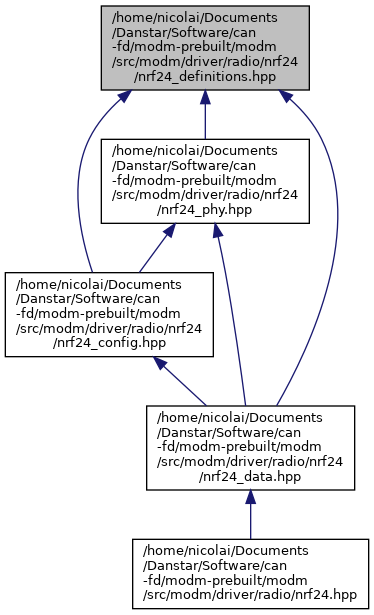 /home/nicolai/Documents
/Danstar/Software/can
-fd/modm-prebuilt/modm
/src/modm/driver/radio/nrf24
/nrf24_definitions.hpp
/home/nicolai/Documents
/Danstar/Software/can
-fd/modm-prebuilt/modm
/src/modm/driver/radio/nrf24
/nrf24_phy.hpp
/home/nicolai/Documents
/Danstar/Software/can
-fd/modm-prebuilt/modm
/src/modm/driver/radio/nrf24
/nrf24_config.hpp
/home/nicolai/Documents
/Danstar/Software/can
-fd/modm-prebuilt/modm
/src/modm/driver/radio/nrf24
/nrf24_data.hpp
/home/nicolai/Documents
/Danstar/Software/can
-fd/modm-prebuilt/modm
/src/modm/driver/radio/nrf24.hpp